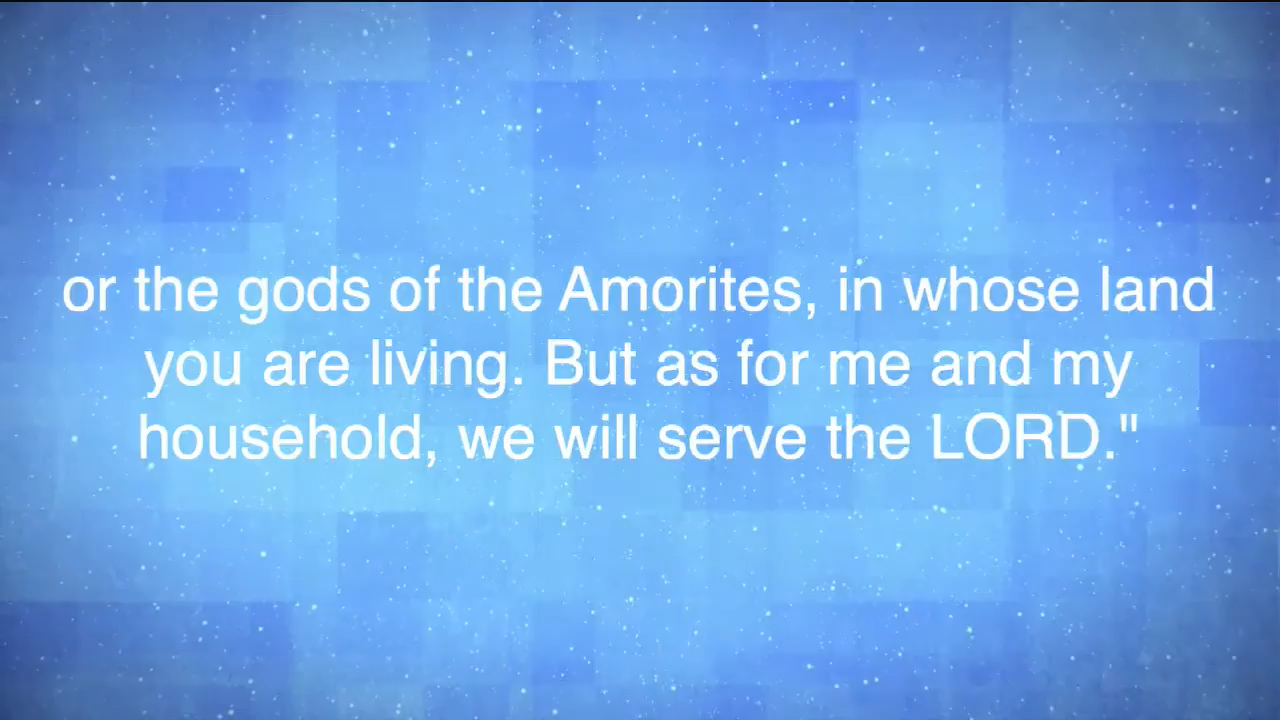 or the gods of the Amorites, in whose land
you are living. But as for me and my
household, we will serve the LORD."